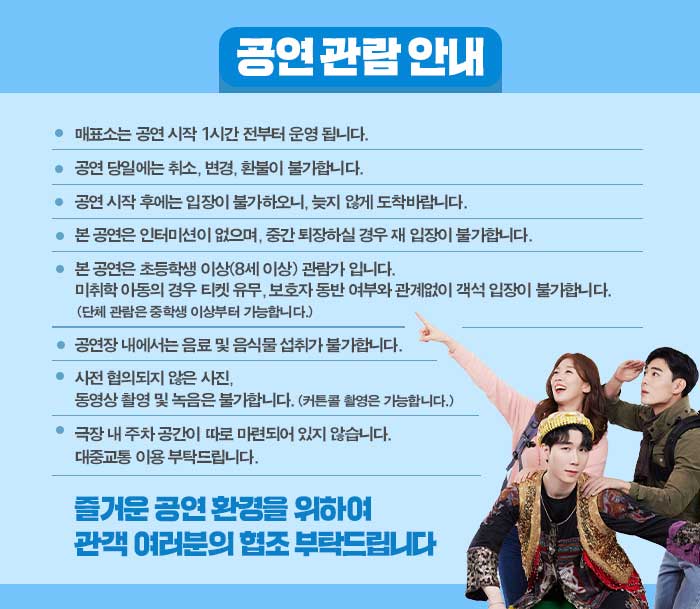 공연 관람 안내
매표소는 공연 시작 1시간 전부터 운영 됩니다.
공연 당일에는 취소, 변경, 환불이 불가합니다.
공연 시작 후에는 입장이 불가하오니, 늦지 않게 도착바랍니다.
본 공연은 인터미션이 없으며, 중간 퇴장하실 경우 재 입장이 불가합니다.
본 공연은 초등학생 이상(8세 이상) 관람가 입니다.
미취학 아동의 경우 티켓 유무, 보호자 동반 여부와 관계없이 객석 입장이 불가합니다.
(단체 관람은 중학생 이상부터 가능합니다.)
공연장 내에서는 음료 및 음식물 섭취가 불가합니다.
사전 협의되지 않은 사진,
동영상 촬영 및 녹음은 불가합니다. (커튼콜 촬영은 가능합니다.)
극장 내 주차 공간이 따로 마련되어 있지 않습니다.
대중교통 이용 부탁드립니다.
즐거운 공연 환경을 위하여
관객 여러분의 협조 부탁드립니다